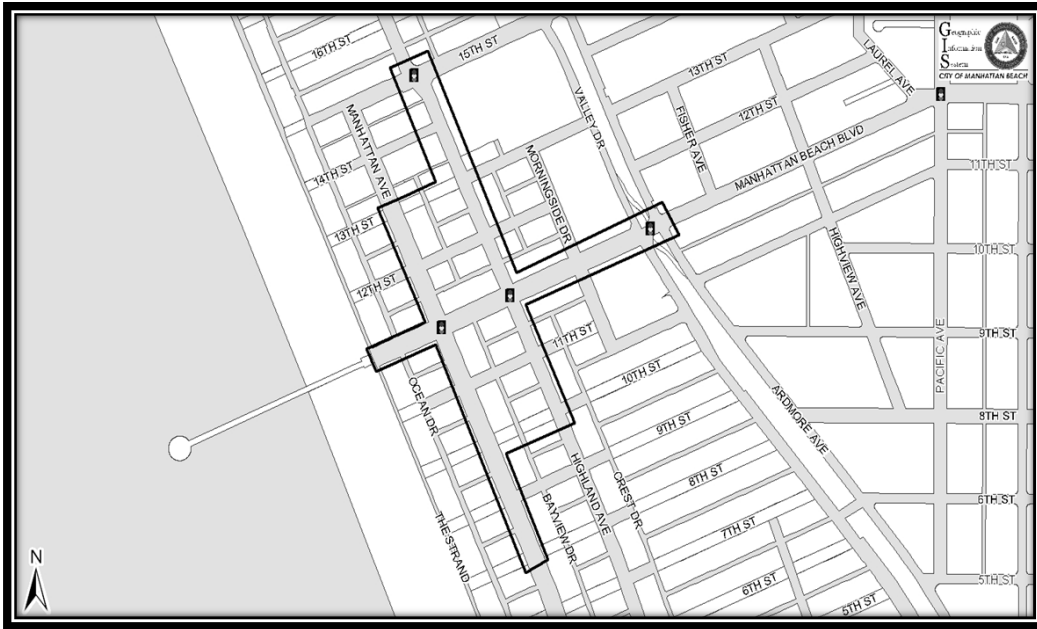 Geographic
Information
System
CITY OF MANHATTAN BEACH
16TH ST
15TH ST
LAUREL AVE
13TH ST
MANHATTAN AVE
VALLEY DR
FISHER AVE
12TH ST
MANHATTAN BEACH BLVD
14TH ST
MORNINGSIDE DR
11TH ST
13TH ST
12TH ST
HIGHVIEW AVE
10TH ST
11TH ST
9TH ST
PACIFIC AVE
OCEAN DR
10TH ST
ARDMORE AVE
9TH ST
8TH ST
HIGHLAND AVE
CREST DR
8TH ST
THE STRAND
BAYVIEW DR
7TH ST
6TH ST
N
6TH ST
5TH ST
5TH ST